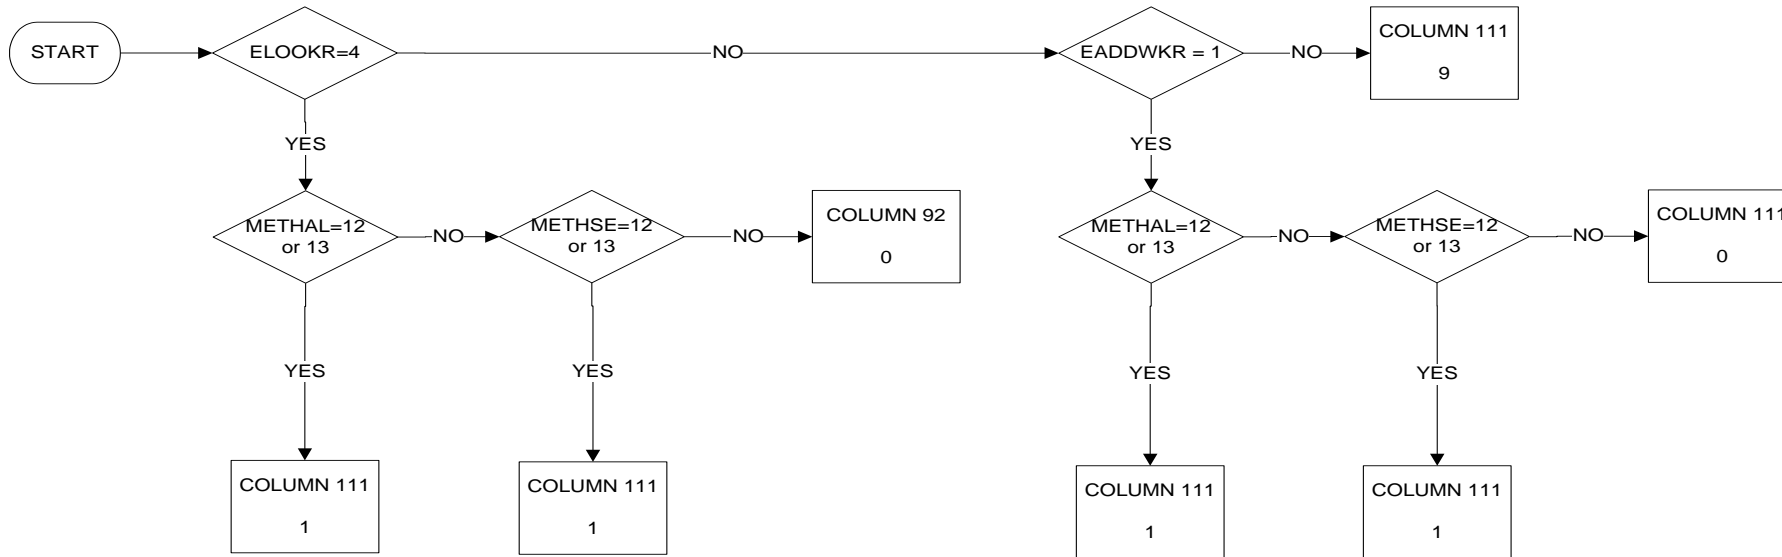 START
ELOOKR=4
NO
EADDWKR = 1
NO
COLUMN 111
9
YES
YES
METHAL=12
or 13
NO
METHSE=12
or 13
NO
COLUMN 92
0
METHAL=12
or 13
NO
METHSE=12
or 13
NO
COLUMN 111
0
YES
YES
YES
YES
COLUMN 111
1
COLUMN 111
1
COLUMN 111
1
COLUMN 111
1